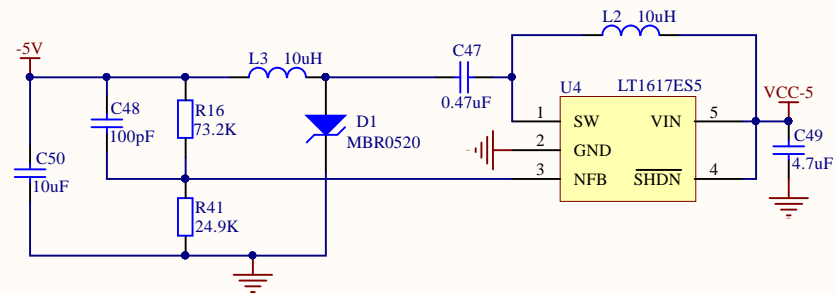 L2 10uH
-5V
L3 10uH
C47
0.47uF
U4 LT1617ES5
VCC-5
C48
100pF
R16
73.2K
D1
MBR0520
1 SW VIN 5
2 GND
3 NFB SHDN 4
C49
4.7uF
C50
10uF
R41
24.9K